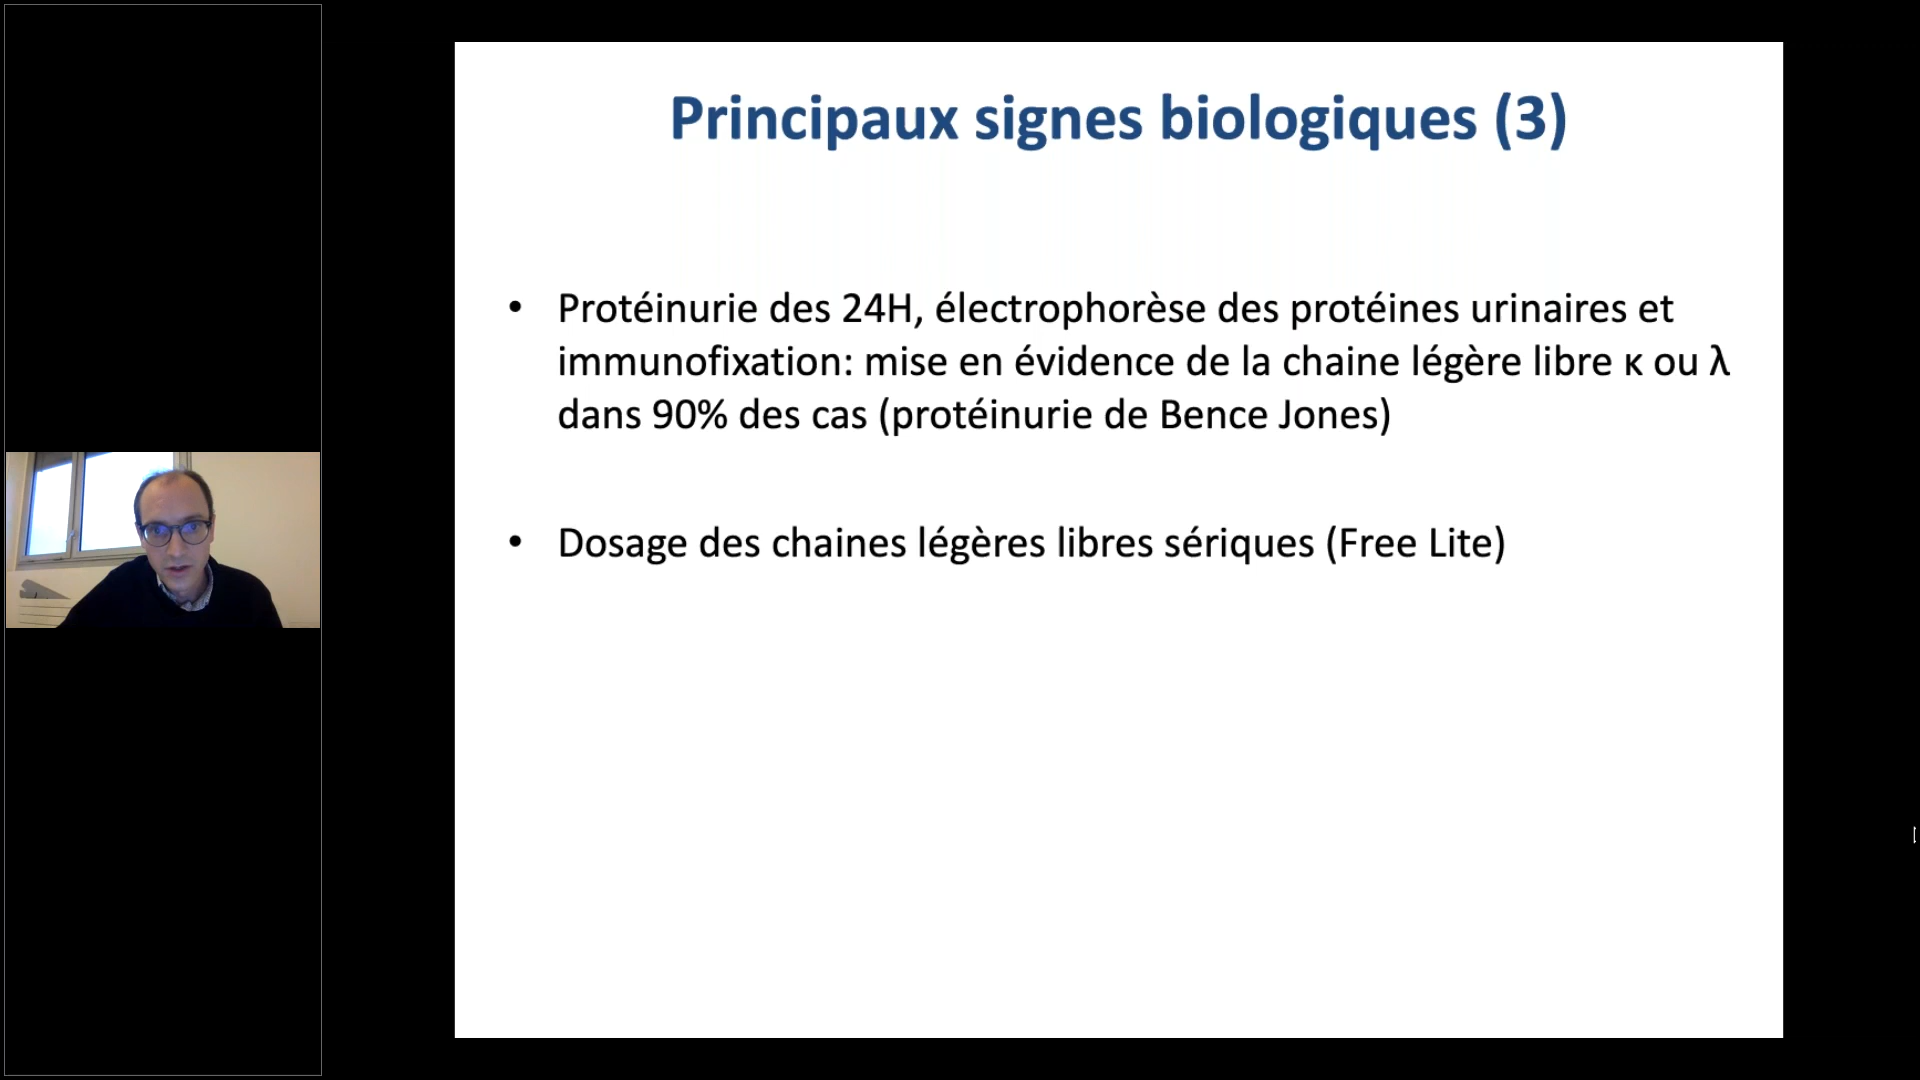 Principaux signes biologiques (3)
• Protéinurie des 24H, électrophorèse des protéines urinaires et
immunofixation: mise en évidence de la chaine légère libre κ ou λ
dans 90% des cas (protéinurie de Bence Jones)
• Dosage des chaines légères libres sériques (Free Lite)